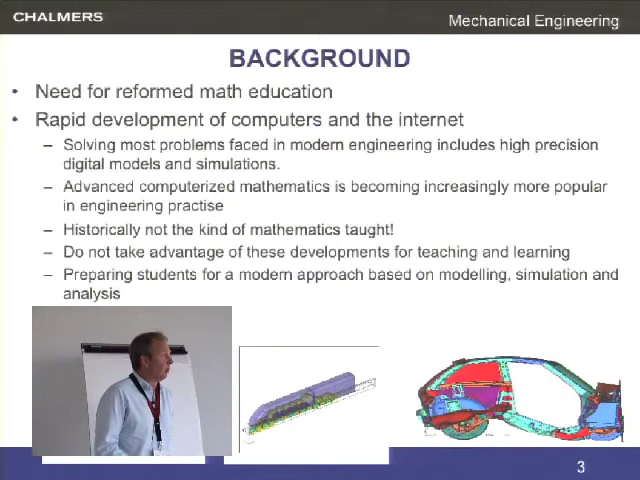 CHALMERS
Mechanical Engineering
BACKGROUND
• Need for reformed math education
• Rapid development of computers and the internet
– Solving most problems faced in modern engineering includes high precision
digital models and simulations.
– Advanced computerized mathematics is becoming increasingly more popular
in engineering practise
– Historically not the kind of mathematics taught!
– Do not take advantage of these developments for teaching and learning
– Preparing students for a modern approach based on modelling, simulation and
analysis
3